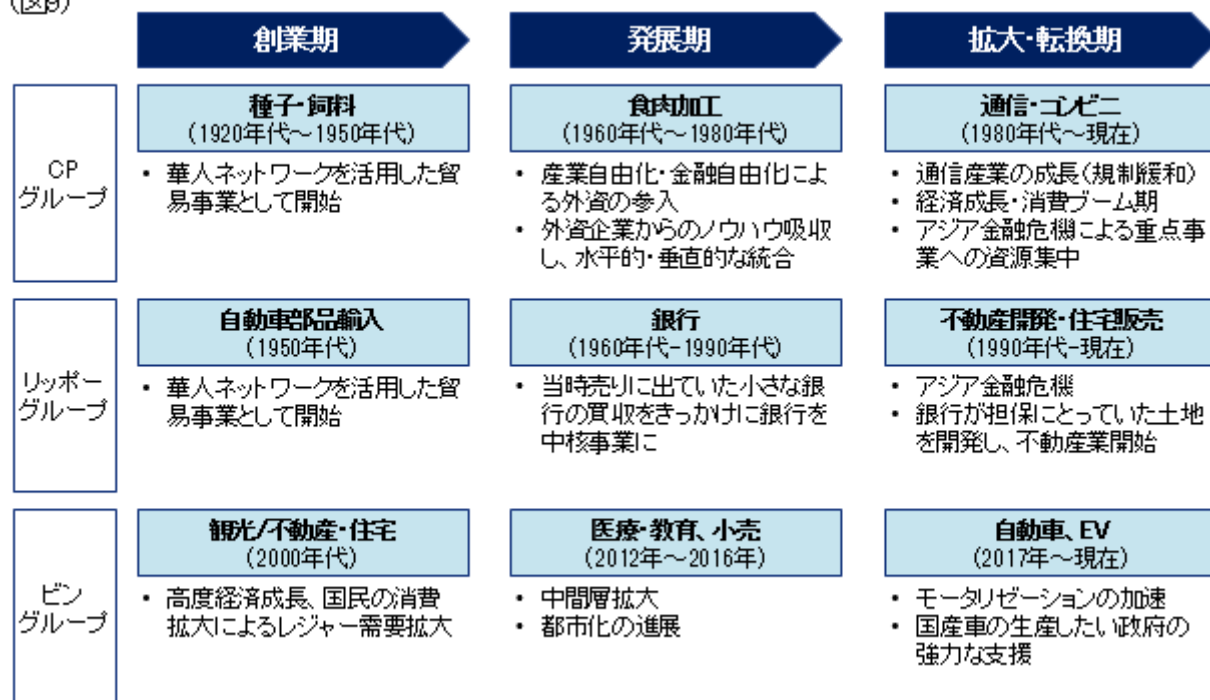 (図9)
創業期
発展期
拡大・転換期
CP
グループ
種子・飼料
(1920年代～1950年代)
・ 華人ネットワークを活用した貿
易事業として開始
食肉加工
(1960年代～1980年代)
・ 産業自由化・金融自由化によ
る外資の参入
・ 外資企業からのノウハウ吸収
し、水平的・垂直的な統合
通信・コンビニ
(1980年代～現在)
・ 通信産業の成長(規制緩和)
・ 経済成長・消費ブーム期
・ アジア金融危機による重点事
業への資源集中
リッポー
グループ
自動車部品輸入
(1950年代)
・ 華人ネットワークを活用した貿
易事業として開始
銀行
(1960年代-1990年代)
・ 当時売りに出ていた小さな銀
行の買収をきっかけに銀行を
中核事業に
不動産開発・住宅販売
(1990年代-現在)
・ アジア金融危機
・ 銀行が担保にとっていた土地
を開発し、不動産業開始
ビン
グループ
観光/不動産・住宅
(2000年代)
・ 高度経済成長、国民の消費
拡大によるレジャー需要拡大
医療・教育、小売
(2012年～2016年)
・ 中間層拡大
・ 都市化の進展
自動車、EV
(2017年～現在)
・ モータリゼーションの加速
・ 国産車の生産したい政府の
強力な支援